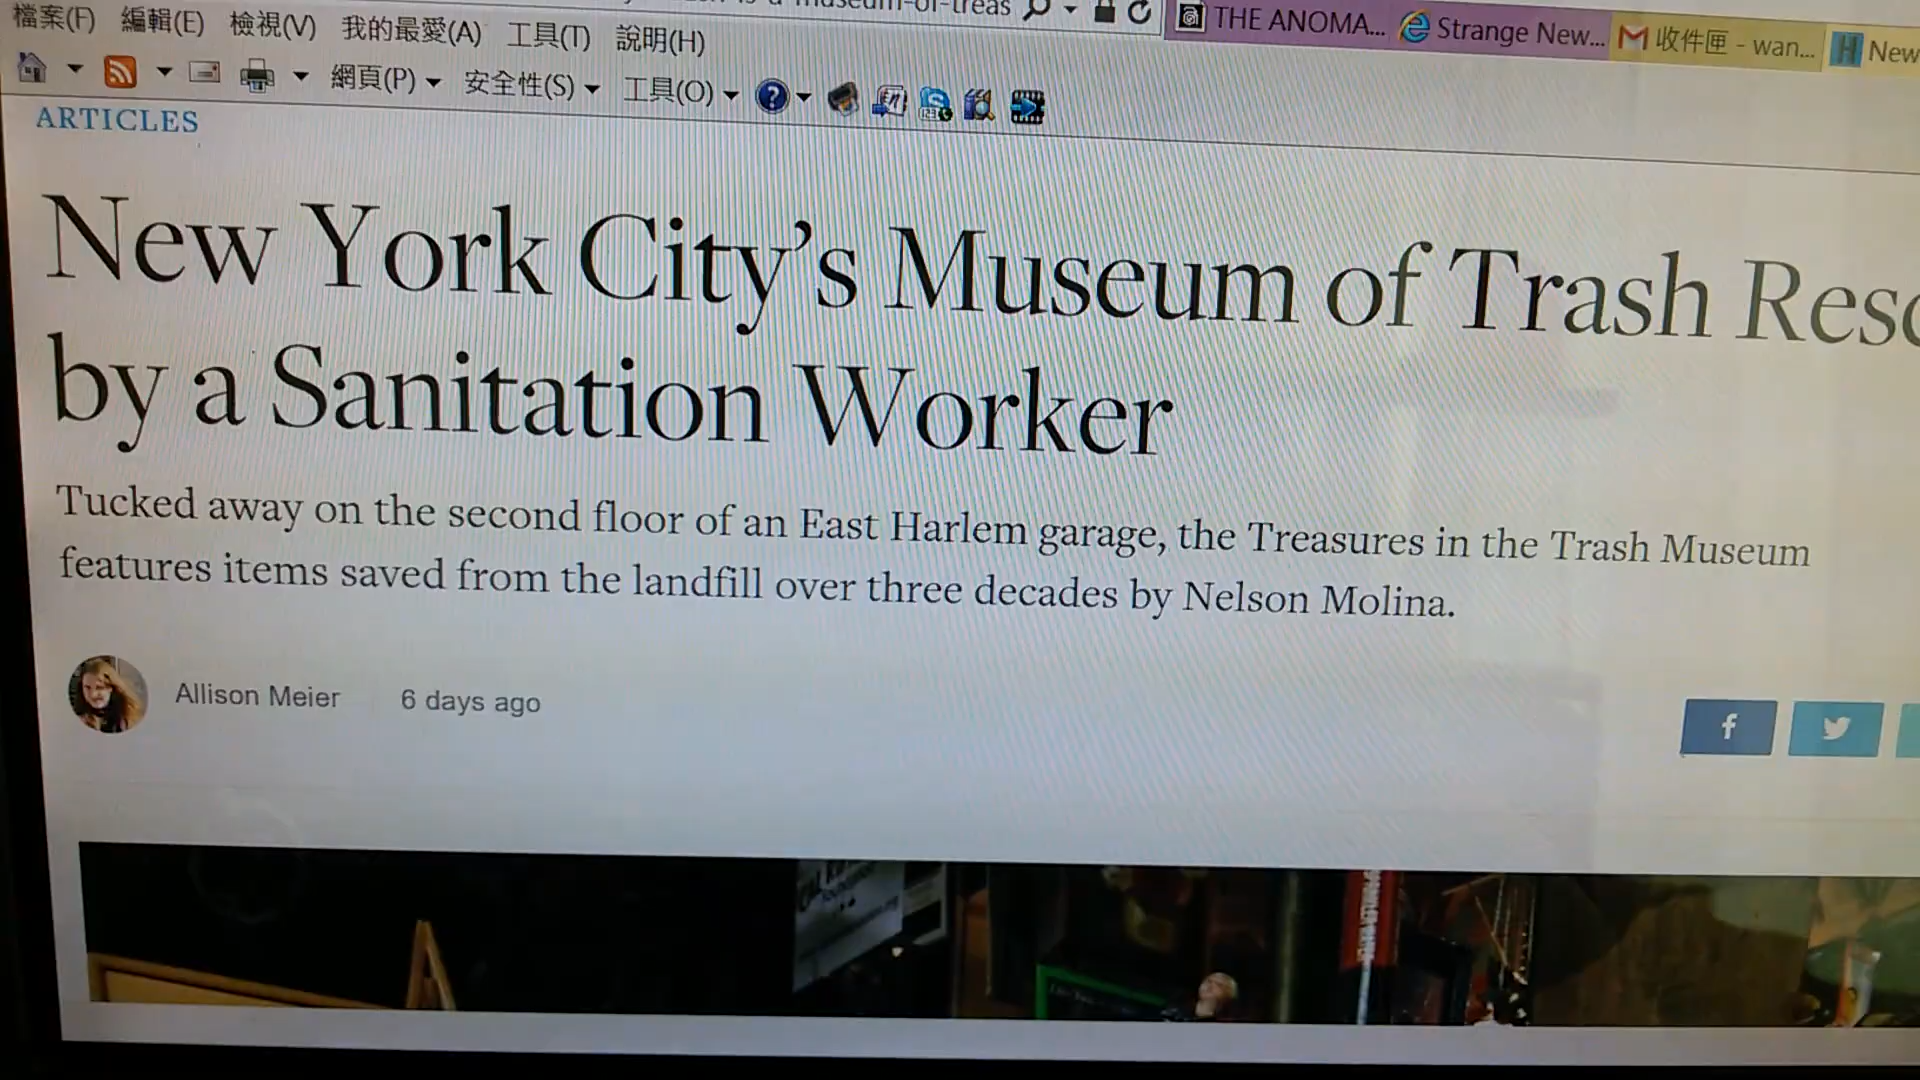 museum-of-treas
THE ANOMA...
Strange New...
收件匣 - wan...
New
檔案(F) 編輯(E) 檢視(V) 我的最愛(A) 工具(T) 說明(H)
網頁(P) 安全性(S) 工具(O)
ARTICLES
New York City's Museum of Trash Resc
by a Sanitation Worker
Tucked away on the second floor of an East Harlem garage, the Treasures in the Trash Museum
features items saved from the landfill over three decades by Nelson Molina.
Allison Meier 6 days ago